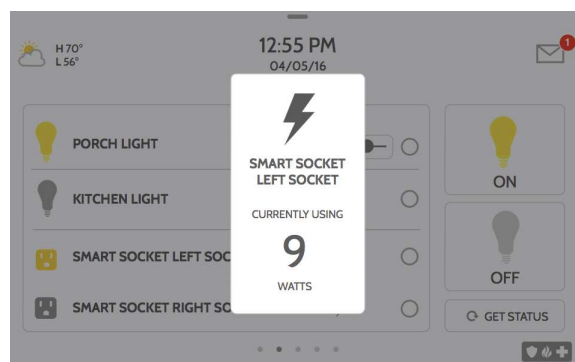 H 70°
L 56°
12:55 PM
04/05/16
1
PORCH LIGHT
KITCHEN LIGHT
SMART SOCKET LEFT SOC
SMART SOCKET RIGHT SO
SMART SOCKET
LEFT SOCKET
CURRENTLY USING
9
WATTS
ON
OFF
GET STATUS